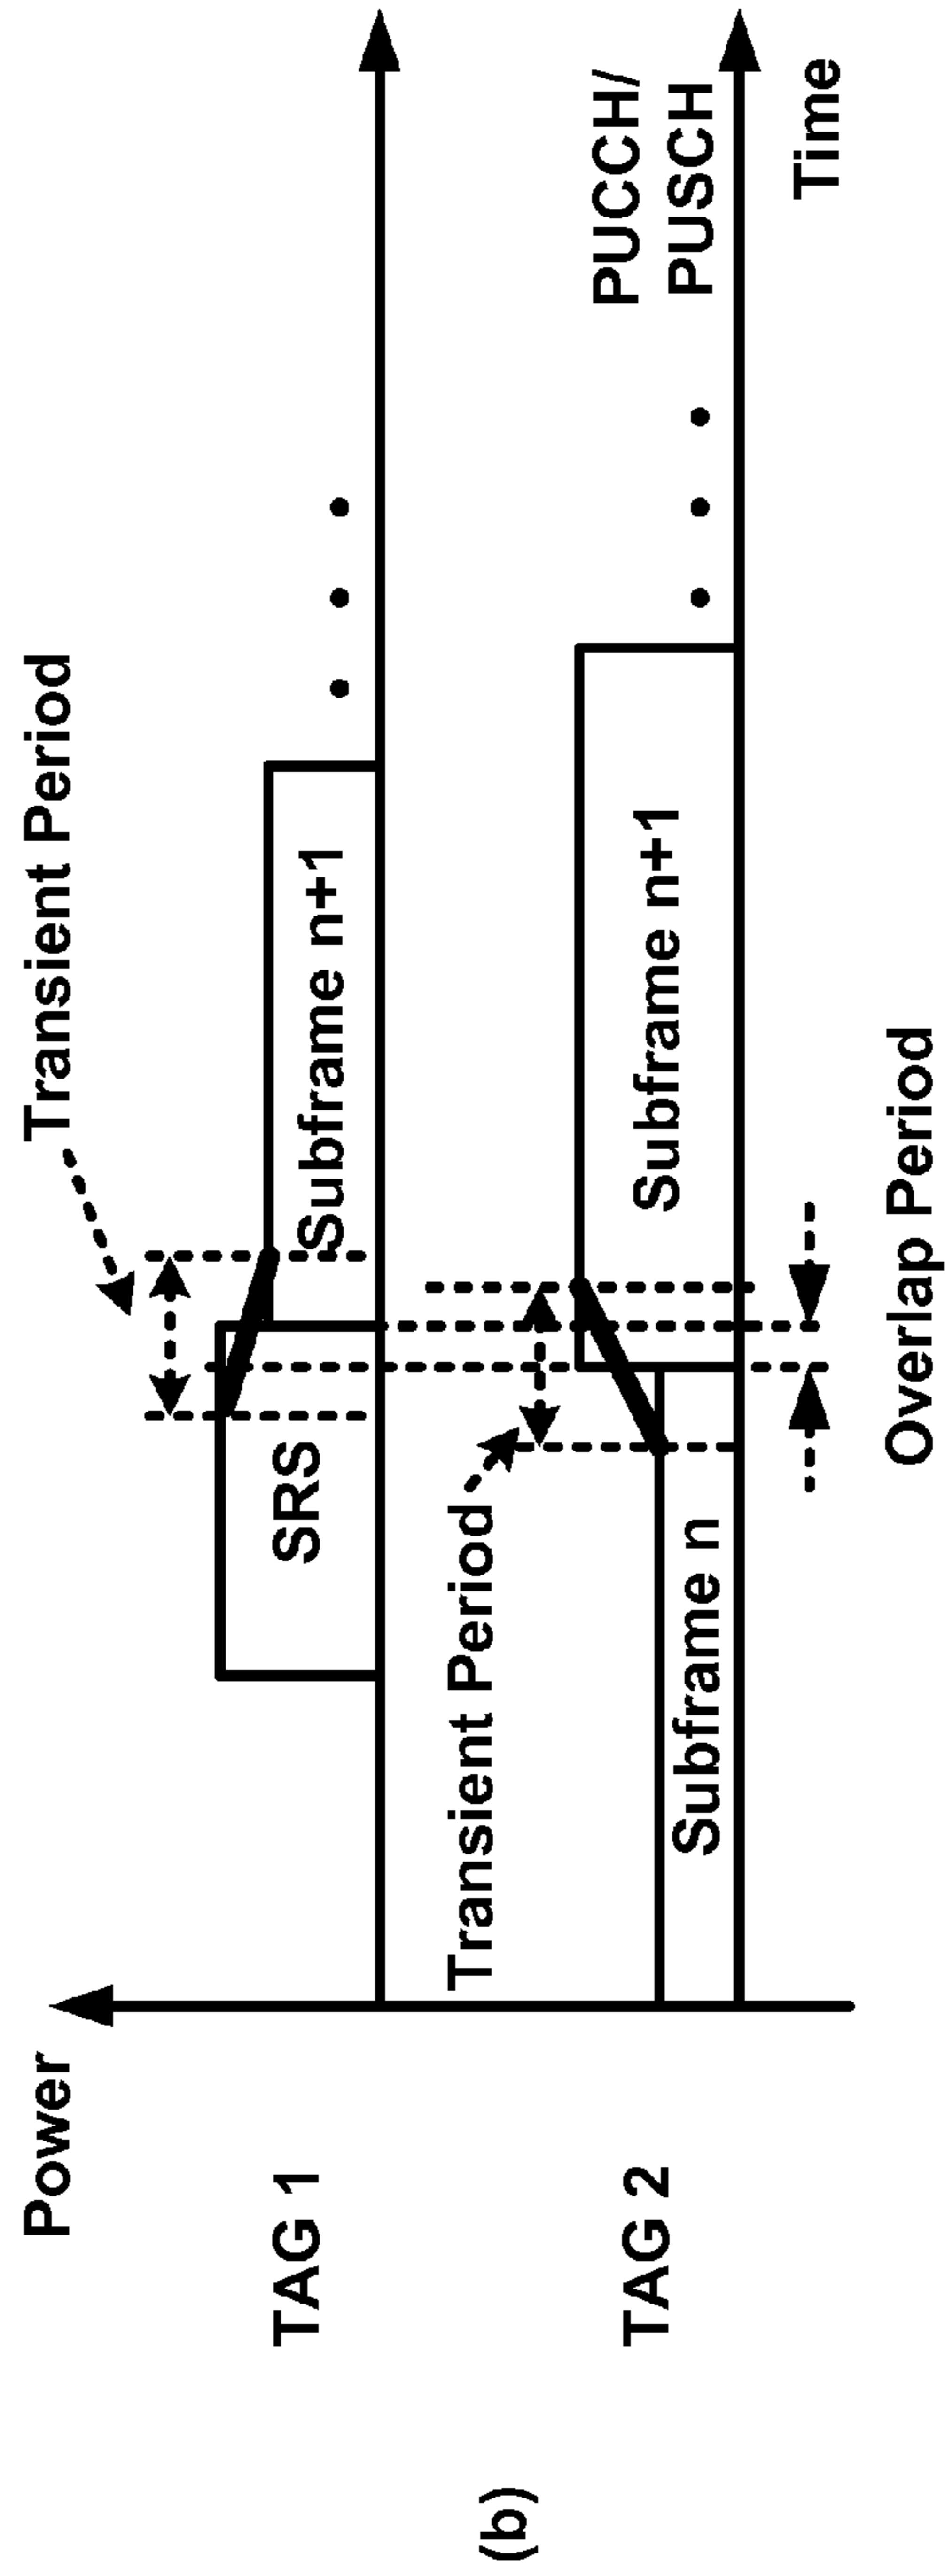 Power
Transient Period
TAG 1
SRS
Subframe n+1
• • •
Transient Period
PUCCH/
PUSCH
TAG 2
Subframe n
Subframe n+1
• • •
Time
Overlap Period
(b)